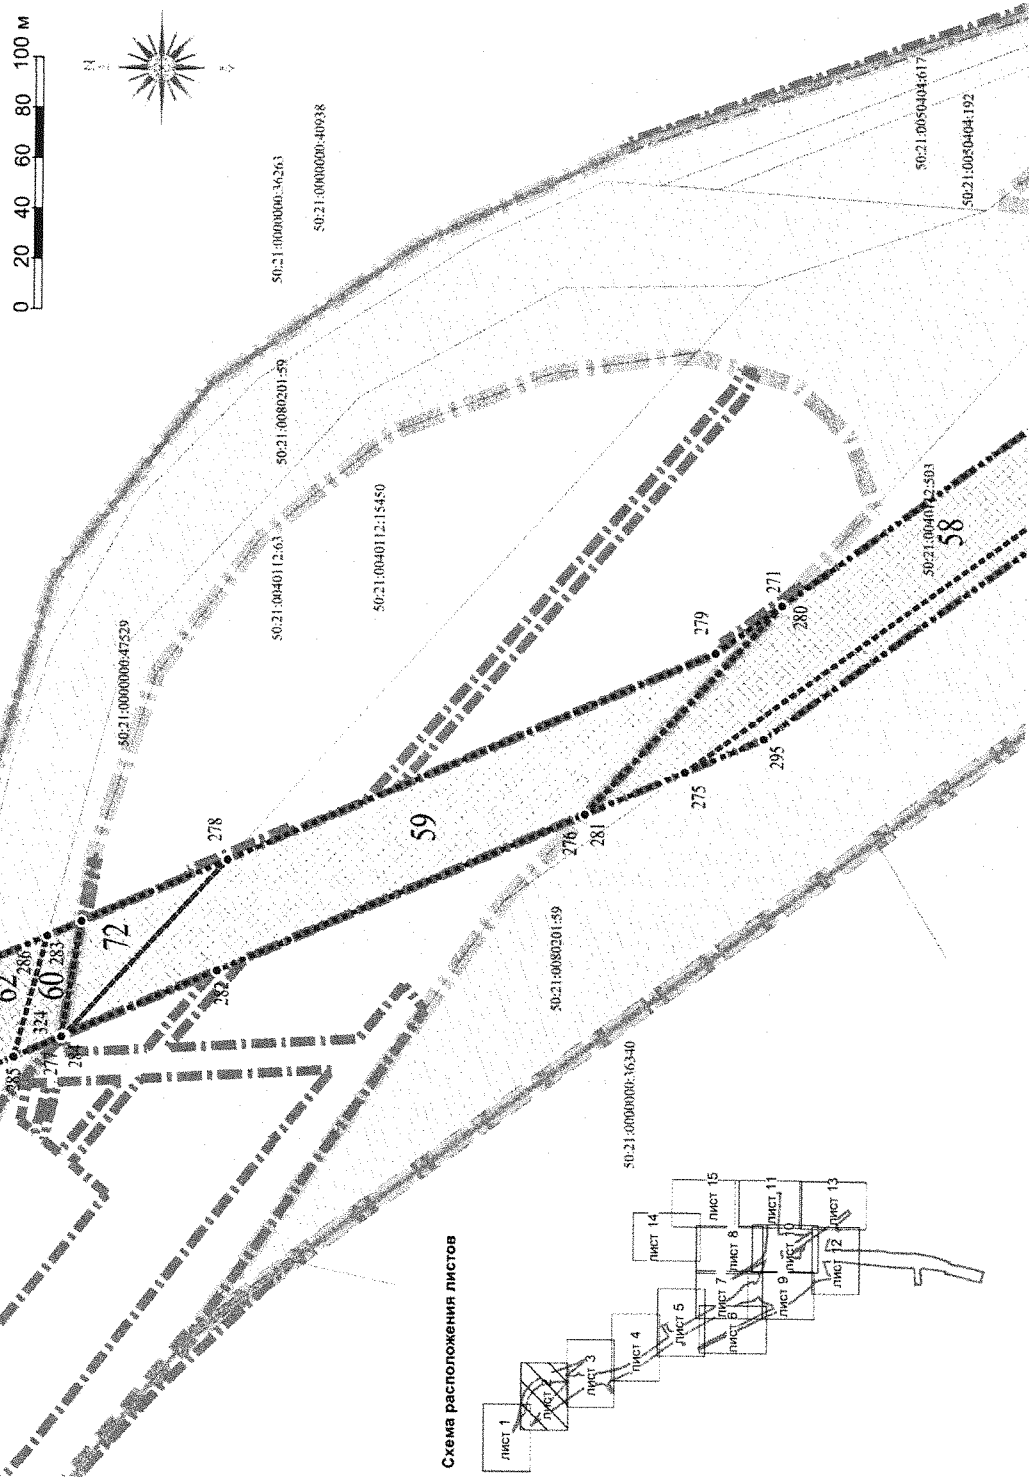 0 20 40 60 80 100 м
N
50:21:0000000:36263
50:21:0000000:40938
50:21:0050404:617
50:21:0050404:192
50:21:0080201:59
50:21:0040112:63
50:21:0040112:15450
50:21:0000000:47529
50:21:0040112:503
58
271
280
279
295
275
276
281
59
278
72
282
62
286
60
283
324
285
277
284
50:21:0080201:59
50:21:0000000:36340
Схема расположения листов
лист 1
лист 2
лист 3
лист 4
лист 5
лист 6
лист 7
лист 8
лист 9
лист 10
лист 11
лист 12
лист 13
лист 14
лист 15